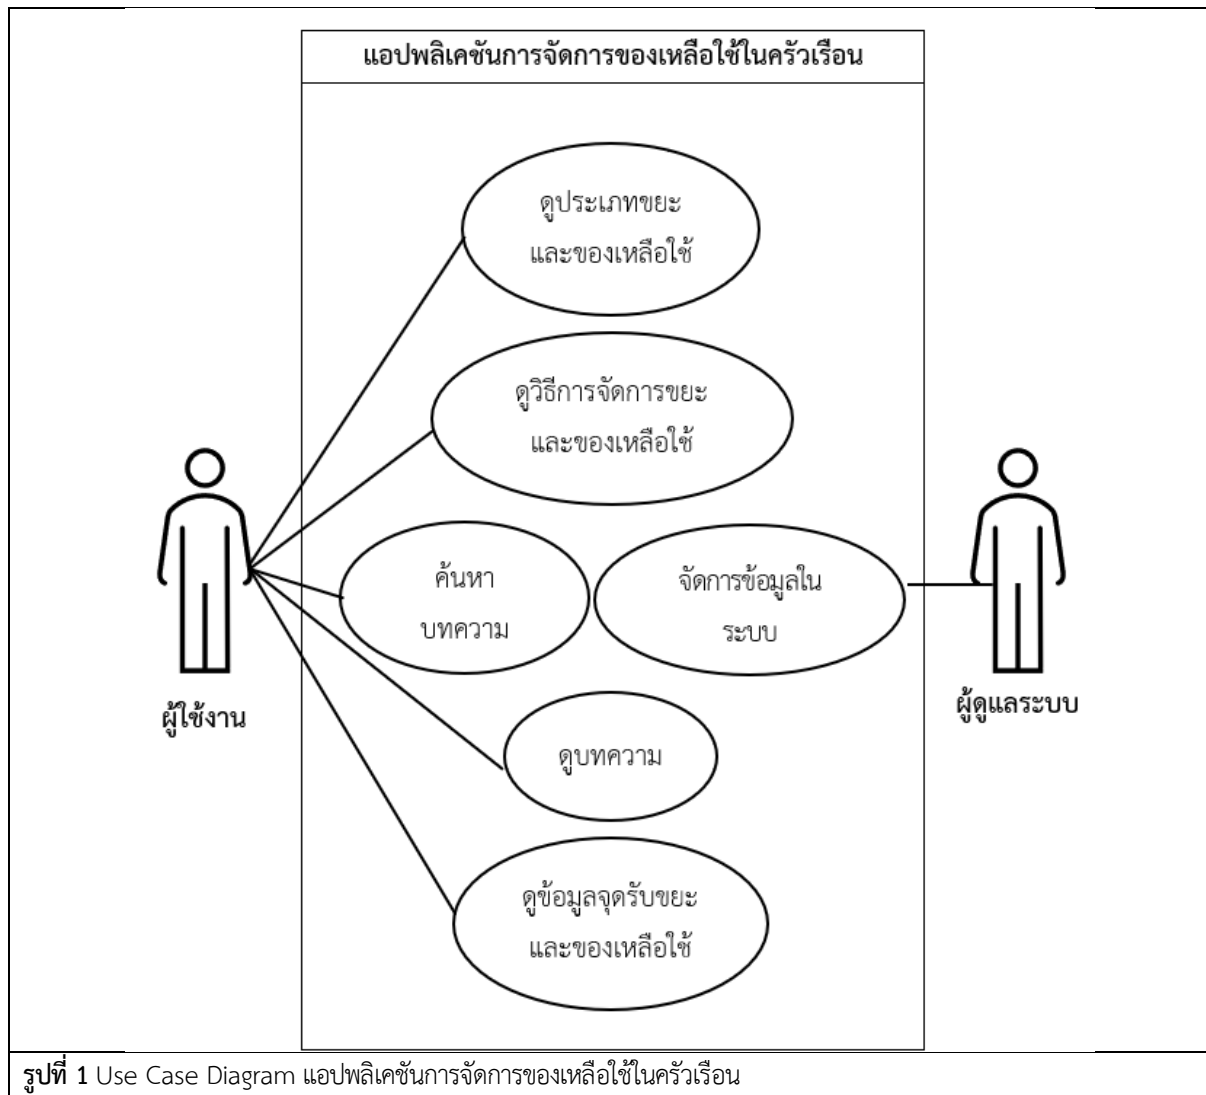 แอปพลิเคชันการจัดการของเหลือใช้ในครัวเรือน
ดูประเภทขยะ
และของเหลือใช้
ดูวิธีการจัดการขยะ
และของเหลือใช้
ค้นหา
บทความ
จัดการข้อมูลใน
ระบบ
ผู้ใช้งาน
ผู้ดูแลระบบ
ดูบทความ
ดูข้อมูลจุดรับขยะ
และของเหลือใช้
รูปที่ 1 Use Case Diagram แอปพลิเคชันการจัดการของเหลือใช้ในครัวเรือน